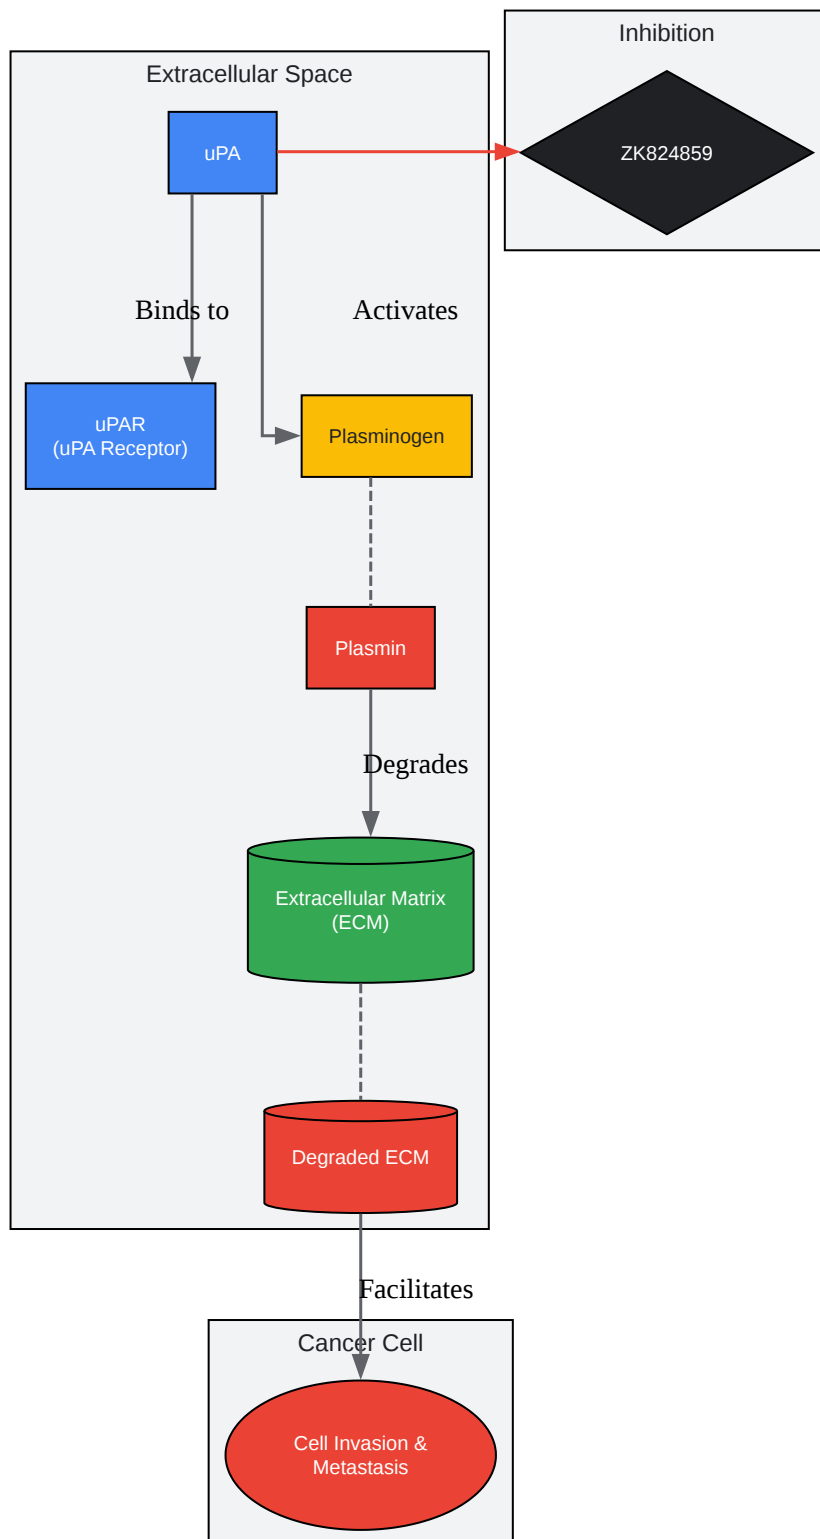 Inhibition
Extracellular Space
uPA
ZK824859
Binds to
Activates
uPAR
(uPA Receptor)
Plasminogen
Plasmin
Degrades
Extracellular Matrix
(ECM)
Degraded ECM
Facilitates
Cancer Cell
Cell Invasion &
Metastasis